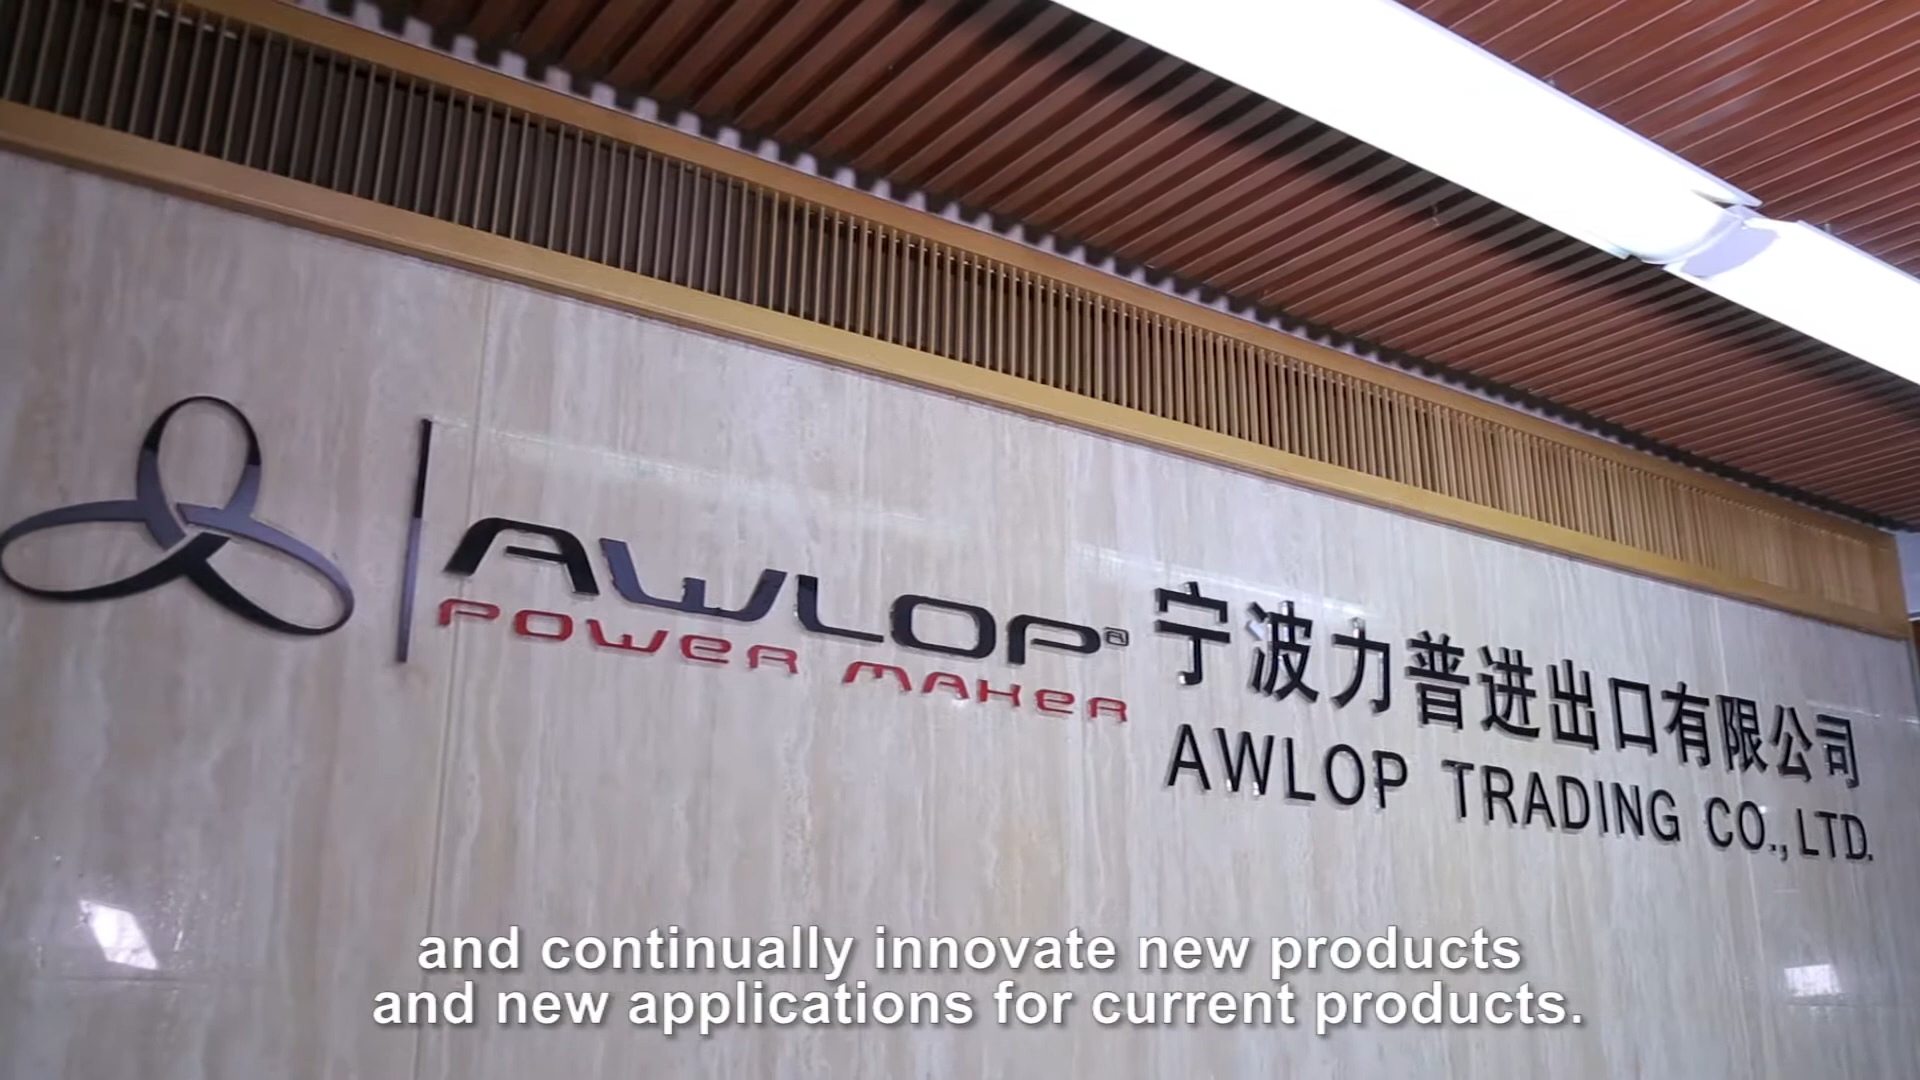 AWLOP®
POWER MAKER
宁波力普进出口有限公司
AWLOP TRADING CO., LTD.
and continually innovate new products
and new applications for current products.